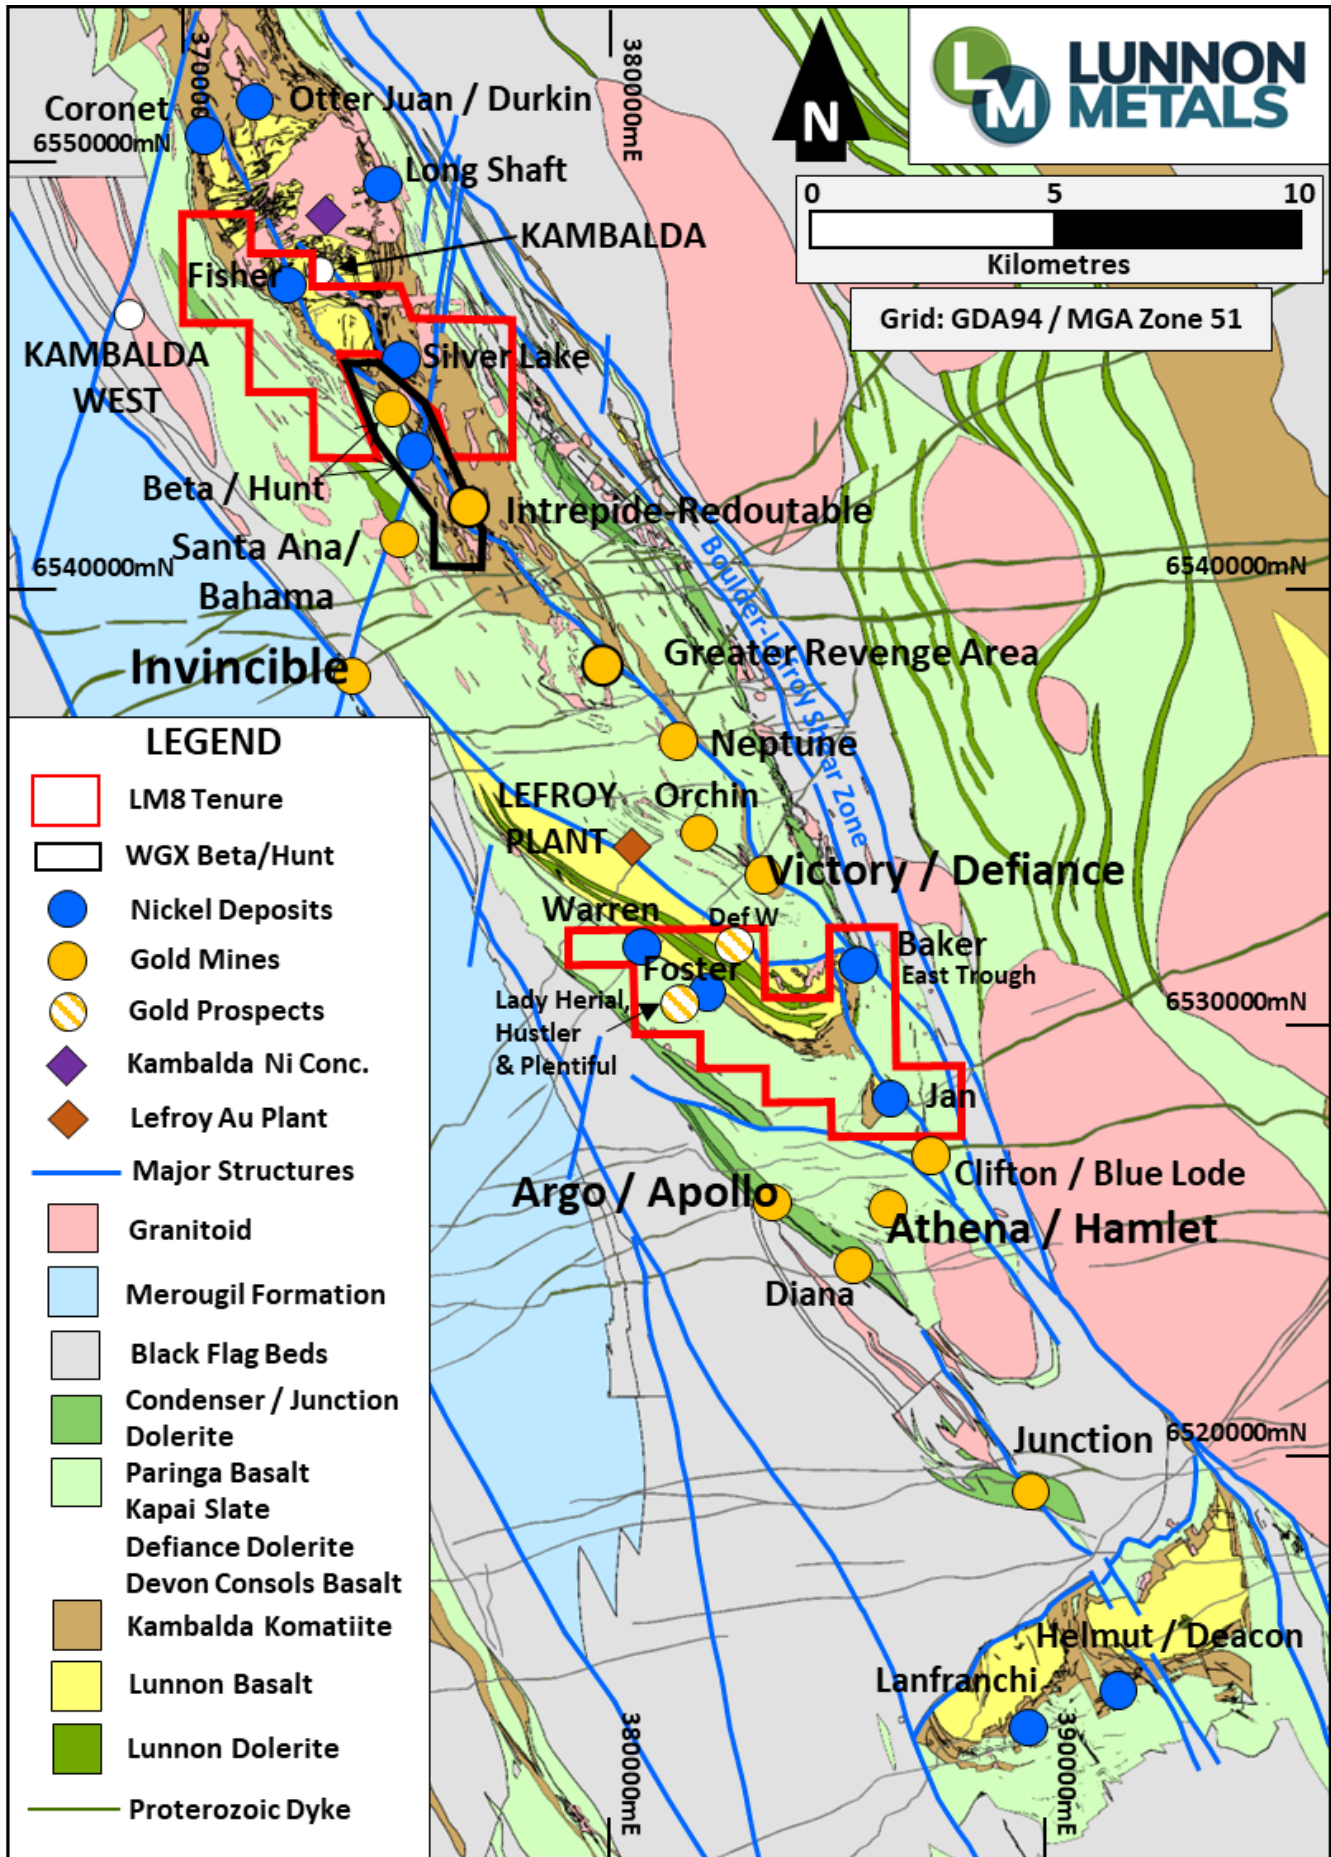 LM
LUNNON
METALS
N
0 5 10
Kilometres
Grid: GDA94 / MGA Zone 51
370000
380000mE
Coronet
6550000mN
Otter Juan / Durkin
Long Shaft
KAMBALDA
Fisher
KAMBALDA
WEST
Silver Lake
Beta / Hunt
Intrepide-Redoutable
Santa Ana/
Bahama
6540000mN
6540000mN
Boulder-Lefroy Shear Zone
Invincible
Greater Revenge Area
Neptune
LEFROY
PLANT
Orchin
Victory / Defiance
Warren
Def W
Foster
Baker
East Trough
Lady Herial,
Hustler
& Plentiful
6530000mN
Jan
Clifton / Blue Lode
Argo / Apollo
Athena / Hamlet
Diana
Junction
6520000mN
Helmut / Deacon
Lanfranchi
380000mE
390000mE
LEGEND
LM8 Tenure
WGX Beta/Hunt
Nickel Deposits
Gold Mines
Gold Prospects
Kambalda Ni Conc.
Lefroy Au Plant
Major Structures
Granitoid
Merougil Formation
Black Flag Beds
Condenser / Junction
Dolerite
Paringa Basalt
Kapai Slate
Defiance Dolerite
Devon Consols Basalt
Kambalda Komatiite
Lunnon Basalt
Lunnon Dolerite
Proterozoic Dyke